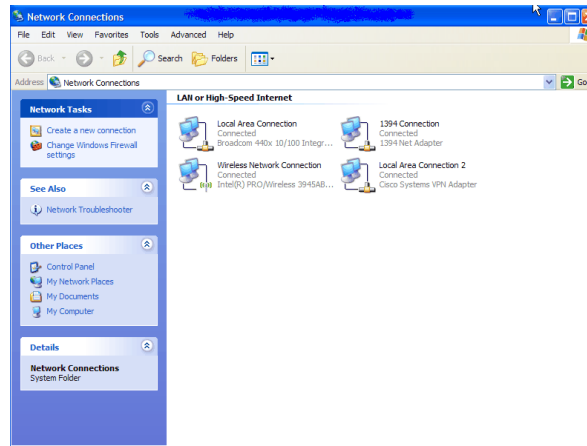 Network Connections
File Edit View Favorites Tools Advanced Help
Back Search Folders
Address Network Connections Go
Network Tasks
Create a new connection
Change Windows Firewall
settings
See Also
Network Troubleshooter
Other Places
Control Panel
My Network Places
My Documents
My Computer
Details
Network Connections
System Folder
LAN or High-Speed Internet
Local Area Connection
Connected
Broadcom 440x 10/100 Integr...
1394 Connection
Connected
1394 Net Adapter
Wireless Network Connection
Connected
Intel(R) PRO/Wireless 3945AB...
Local Area Connection 2
Connected
Cisco Systems VPN Adapter